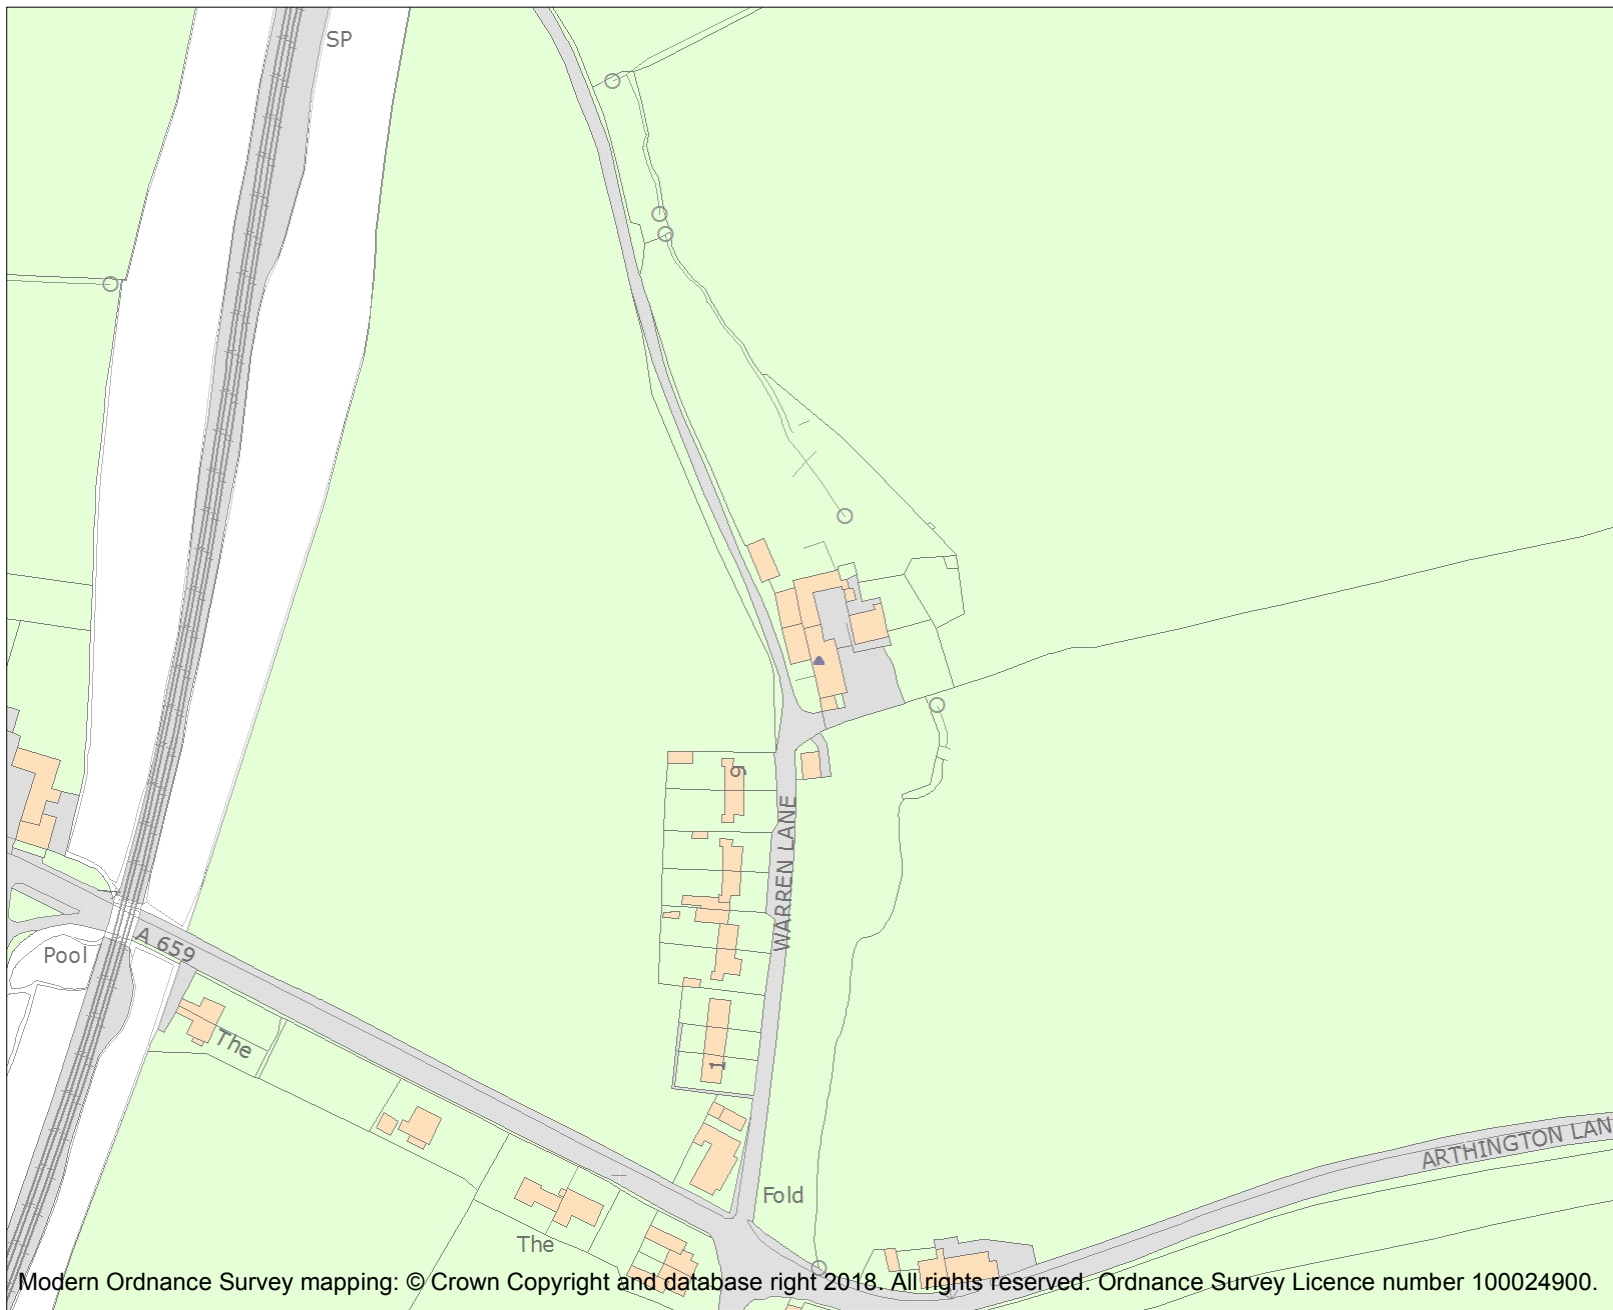 SP
9
WARREN LANE
A 659
Pool
The
1
ARTHINGTON LAN
Fold
The
Modern Ordnance Survey mapping: © Crown Copyright and database right 2018. All rights reserved. Ordnance Survey Licence number 100024900.